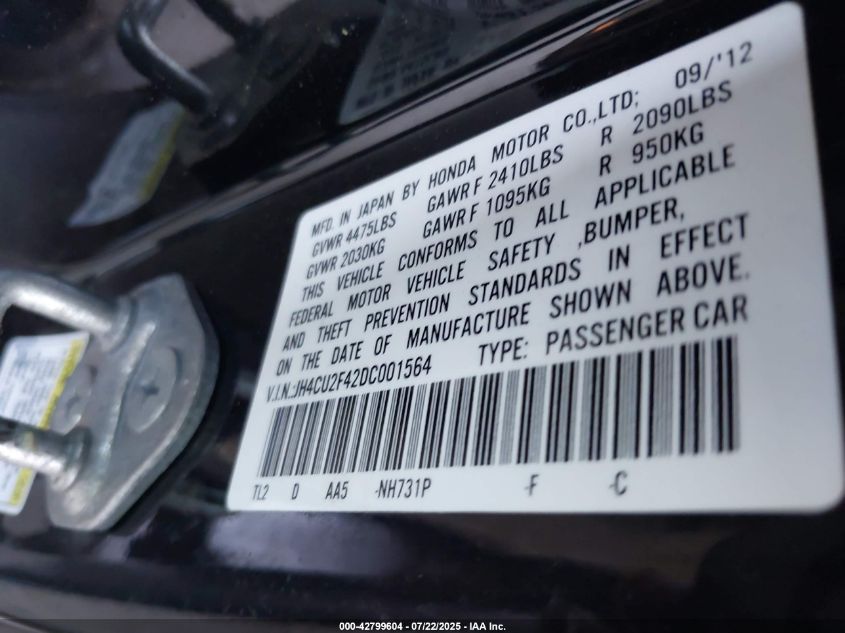 MFD. IN JAPAN BY HONDA MOTOR CO.,LTD; 09/'12
GVWR 4475LBS GAWR F 2410LBS R 2090LBS
GVWR 2030KG GAWR F 1095KG R 950KG
THIS VEHICLE CONFORMS TO ALL APPLICABLE
FEDERAL MOTOR VEHICLE SAFETY ,BUMPER,
AND THEFT PREVENTION STANDARDS IN EFFECT
ON THE DATE OF MANUFACTURE SHOWN ABOVE.
V.I.N.:JH4CU2F42DC001564 TYPE: PASSENGER CAR
TL2 D AA5 -NH731P -F -C
000-42799604 - 07/22/2025 - IAA Inc.